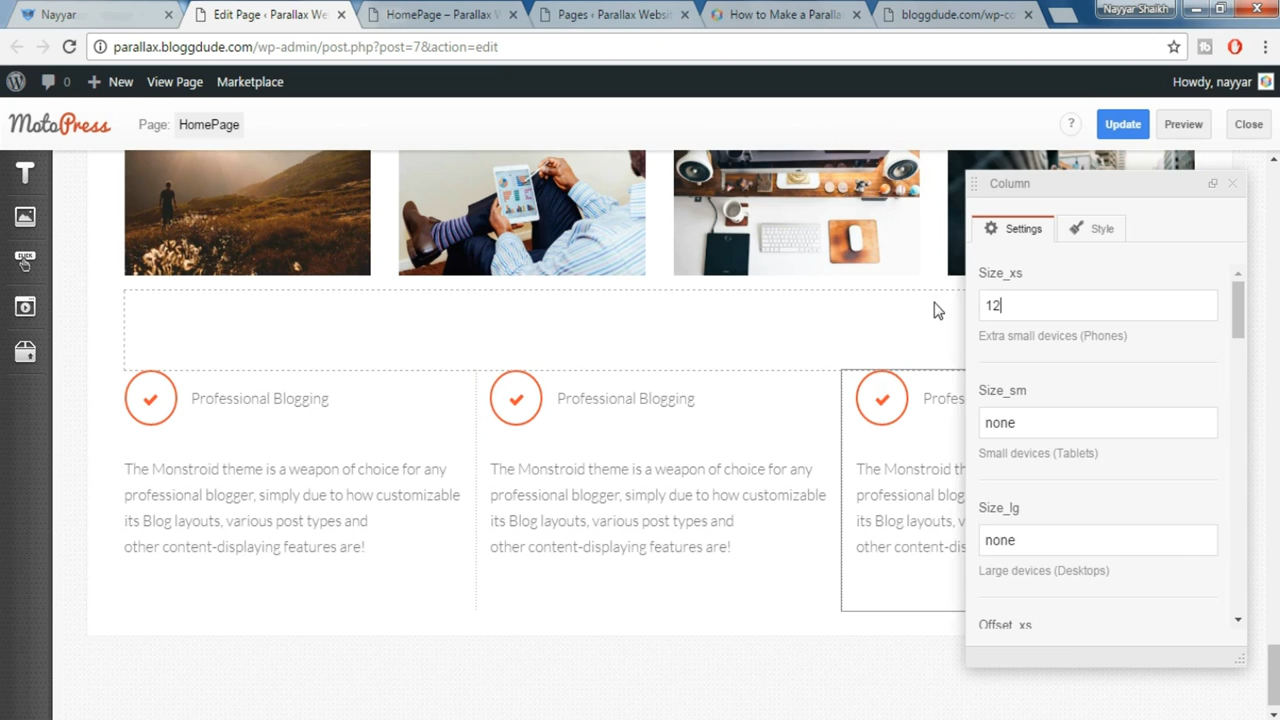 Nayyar
Edit Page ‹ Parallax We
HomePage – Parallax W
Pages ‹ Parallax Websit
How to Make a Paralla
bloggdude.com/wp-co
Nayyar Shaikh
parallax.bloggdude.com/wp-admin/post.php?post=7&action=edit
0 New View Page Marketplace Howdy, nayyar
MotoPress Page: HomePage ? Update Preview Close
T
CLICK
Column
Settings Style
Size_xs
12
Extra small devices (Phones)
Size_sm
none
Small devices (Tablets)
Size_lg
none
Large devices (Desktops)
Offset_xs
Professional Blogging
The Monstroid theme is a weapon of choice for any
professional blogger, simply due to how customizable
its Blog layouts, various post types and
other content-displaying features are!
Professional Blogging
The Monstroid theme is a weapon of choice for any
professional blogger, simply due to how customizable
its Blog layouts, various post types and
other content-displaying features are!
Profes
The Monstroid th
professional blog
its Blog layouts, v
other content-dis